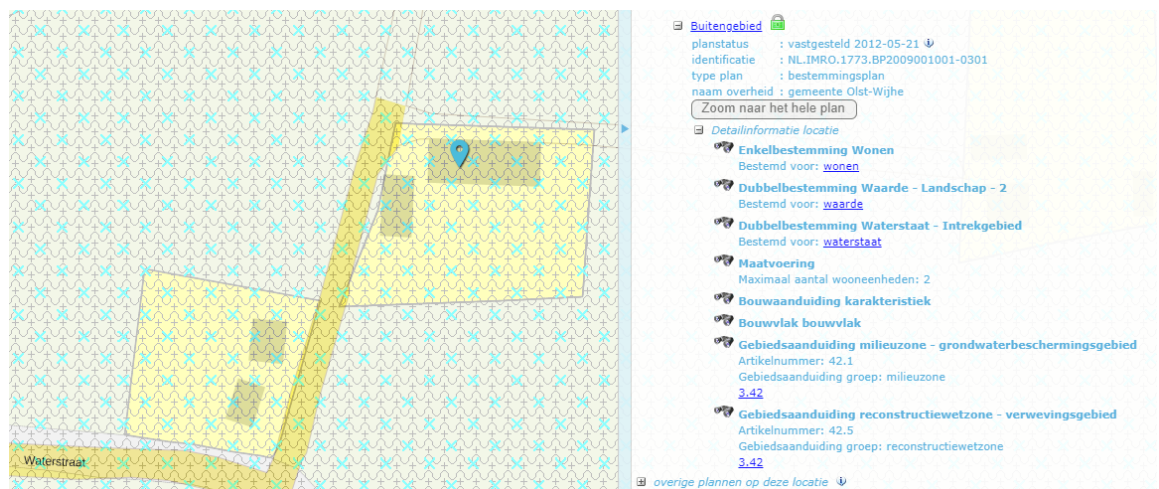 Buitengebied
planstatus : vastgesteld 2012-05-21
identificatie : NL.IMRO.1773.BP2009001001-0301
type plan : bestemmingsplan
naam overheid : gemeente Olst-Wijhe
Zoom naar het hele plan
Detailinformatie locatie
Enkelbestemming Wonen
Bestemd voor: wonen
Dubbelbestemming Waarde - Landschap - 2
Bestemd voor: waarde
Dubbelbestemming Waterstaat - Intrekgebied
Bestemd voor: waterstaat
Maatvoering
Maximaal aantal wooneenheden: 2
Bouwaanduiding karakteristiek
Bouwvlak bouwvlak
Gebiedsaanduiding milieuzone - grondwaterbeschermingsgebied
Artikelnummer: 42.1
Gebiedsaanduiding groep: milieuzone
3.42
Gebiedsaanduiding reconstructiewetzone - verwevingsgebied
Artikelnummer: 42.5
Gebiedsaanduiding groep: reconstructiewetzone
3.42
overige plannen op deze locatie
Waterstraat